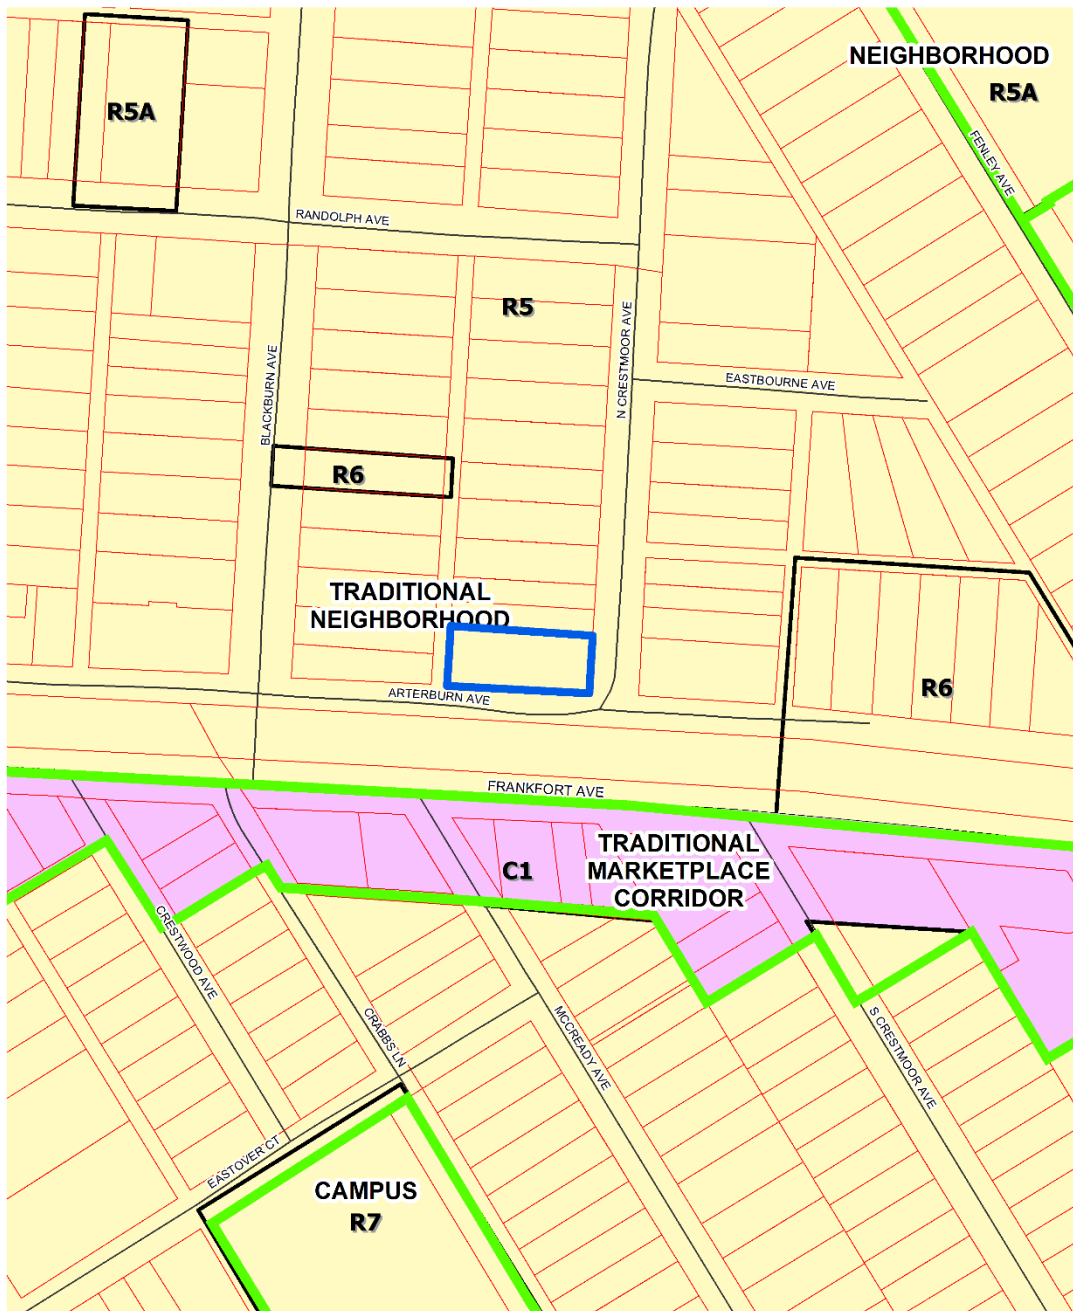 NEIGHBORHOOD
R5A
R5A
FENLEY AVE
RANDOLPH AVE
R5
N CRESTMOOR AVE
BLACKBURN AVE
EASTBOURNE AVE
R6
TRADITIONAL
NEIGHBORHOOD
R6
ARTERBURN AVE
FRANKFORT AVE
TRADITIONAL
MARKETPLACE
CORRIDOR
C1
CRESTWOOD AVE
CRABBS LN
MCCREADY AVE
S CRESTMOOR AVE
EASTOVER CT
CAMPUS
R7